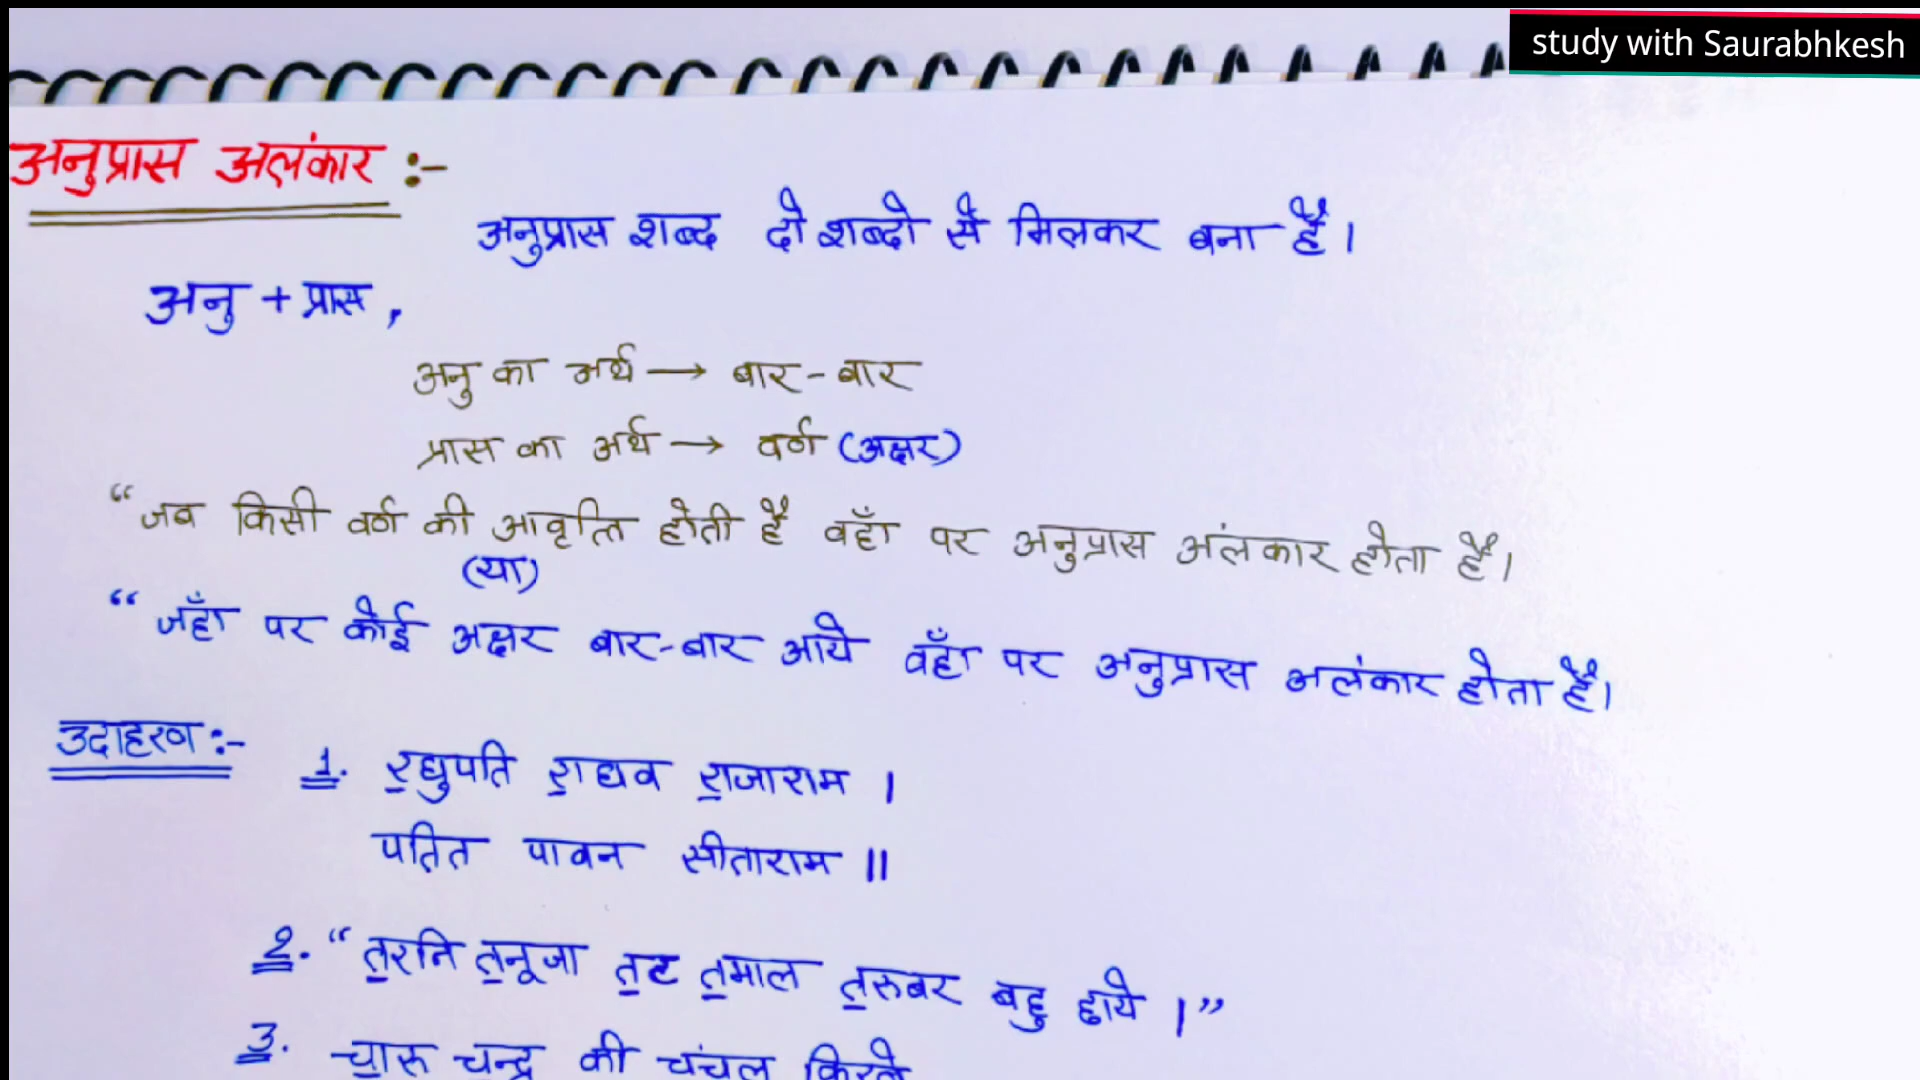 study with Saurabhkesh
अनुप्रास अलंकार :-
अनुप्रास शब्द दो शब्दो से मिलकर बना है।
अनु + प्रास,
अनु का अर्थ → बार-बार
प्रास का अर्थ → वर्ण (अक्षर)
“जब किसी वर्ण की आवृत्ति होती है वहाँ पर अनुप्रास अलंकार होता है।
(या)
“जहाँ पर कोई अक्षर बार-बार आये वहाँ पर अनुप्रास अलंकार होता है।
उदाहरण :- 1. रघुपति राघव राजाराम ।
पतित पावन सीताराम ॥
2. “तरनि तनूजा तट तमाल तरुबर बहु छाये ।”
3. चारु चन्द्र की चंचल किरणे